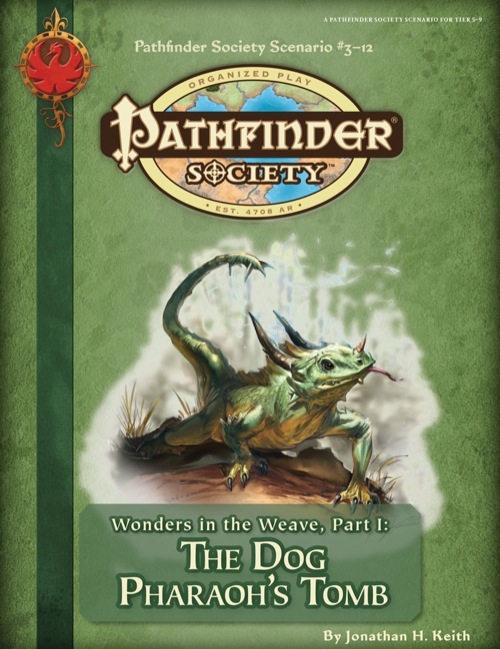 A PATHFINDER SOCIETY SCENARIO FOR TIER 5–9
Pathfinder Society Scenario #3–12
ORGANIZED PLAY
PATHFINDER®
SOCIETY™
• EST. 4708 AR •
Wonders in the Weave, Part I:
THE DOG
PHARAOH'S TOMB
By Jonathan H. Keith